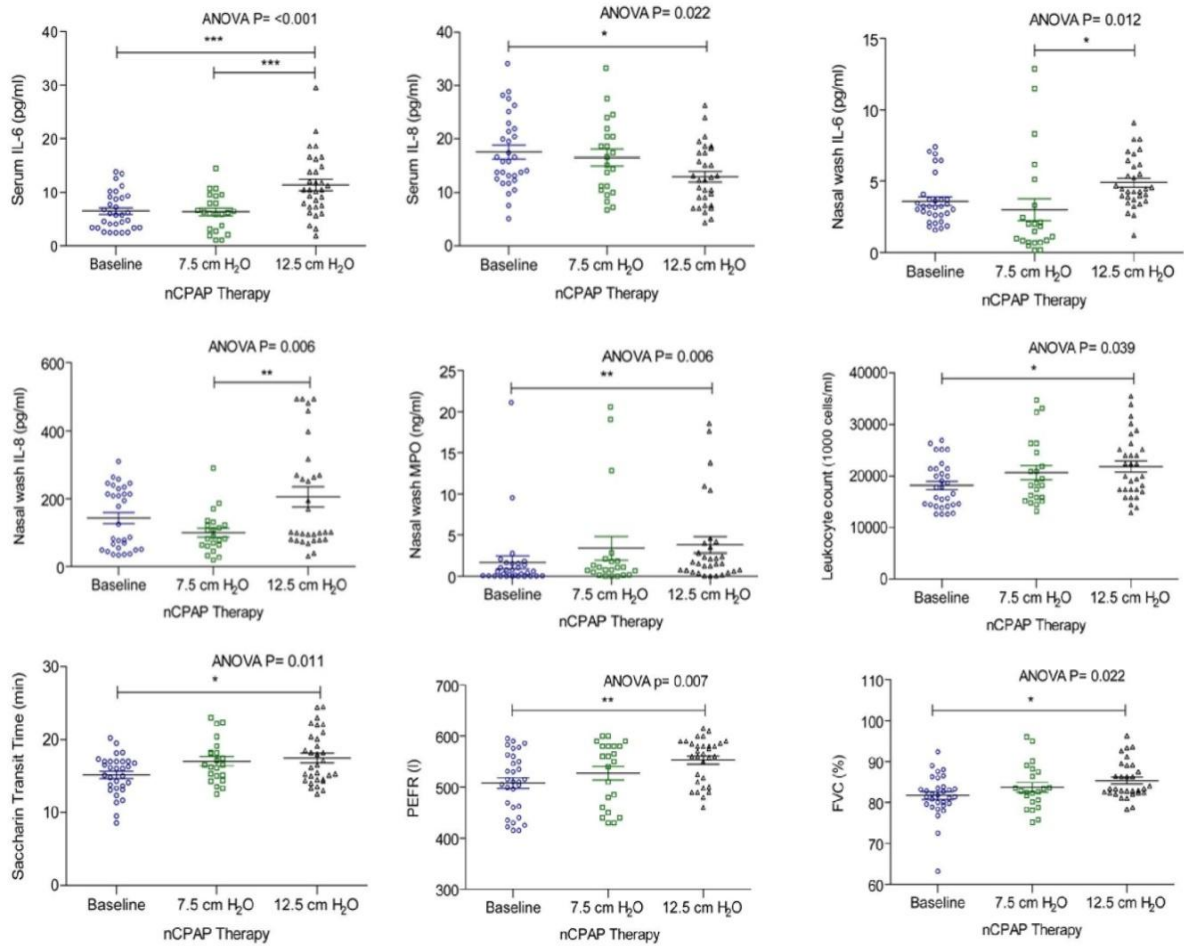 ANOVA P= <0.001
***
***
Serum IL-6 (pg/ml)
40
30
20
10
0
Baseline 7.5 cm H₂O 12.5 cm H₂O
nCPAP Therapy
ANOVA P= 0.022
*
Serum IL-8 (pg/ml)
40
30
20
10
0
Baseline 7.5 cm H₂O 12.5 cm H₂O
nCPAP Therapy
ANOVA P= 0.012
*
Nasal wash IL-6 (pg/ml)
15
10
5
0
Baseline 7.5 cm H₂O 12.5 cm H₂O
nCPAP Therapy
ANOVA P= 0.006
**
Nasal wash IL-8 (pg/ml)
600
400
200
0
Baseline 7.5 cm H₂O 12.5 cm H₂O
nCPAP Therapy
ANOVA P= 0.006
**
Nasal wash MPO (ng/ml)
25
20
15
10
5
0
Baseline 7.5 cm H₂O 12.5 cm H₂O
nCPAP Therapy
ANOVA P= 0.039
*
Leukocyte count (1000 cells/ml)
40000
30000
20000
10000
0
Baseline 7.5 cm H₂O 12.5 cm H₂O
nCPAP Therapy
ANOVA P= 0.011
*
Saccharin Transit Time (min)
30
20
10
0
Baseline 7.5 cm H₂O 12.5 cm H₂O
nCPAP Therapy
ANOVA p= 0.007
**
PEFR (l)
700
600
500
400
300
Baseline 7.5 cm H₂O 12.5 cm H₂O
nCPAP Therapy
ANOVA P= 0.022
*
FVC (%)
110
100
90
80
70
60
Baseline 7.5 cm H₂O 12.5 cm H₂O
nCPAP Therapy